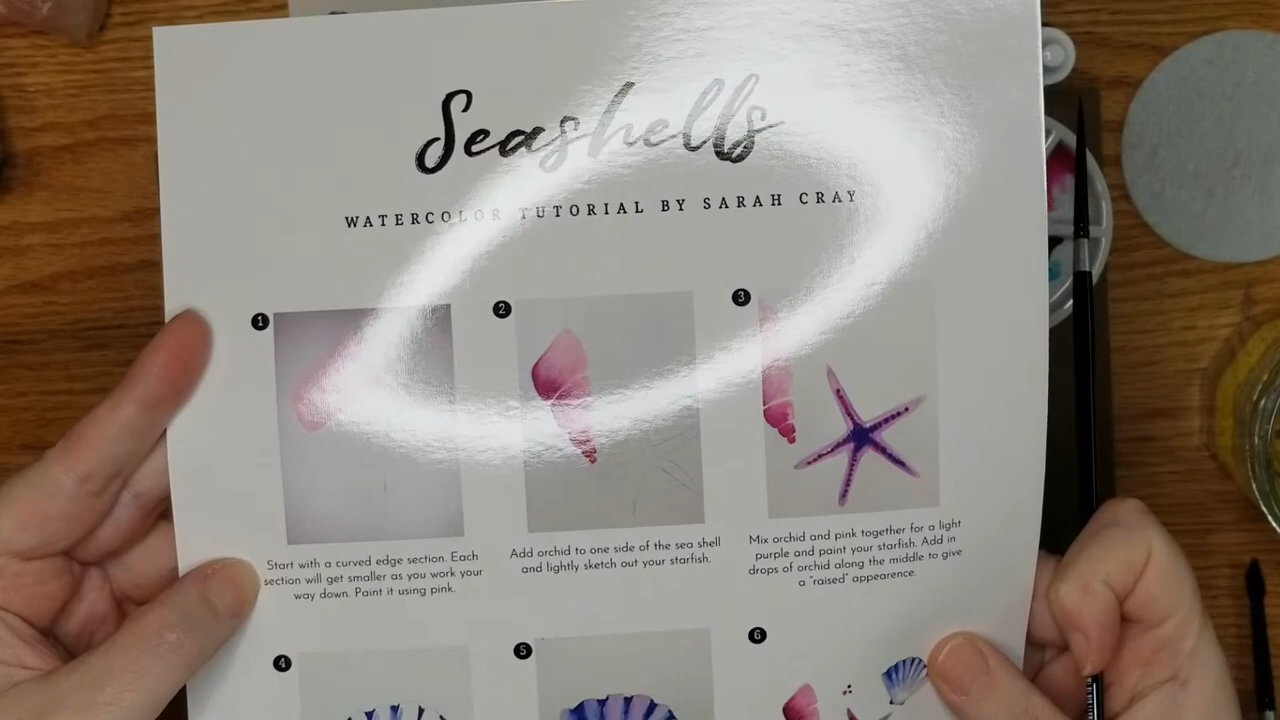 Seashells
WATERCOLOR TUTORIAL BY SARAH CRAY
1
2
3
Start with a curved edge section. Each
section will get smaller as you work your
way down. Paint it using pink.
Add orchid to one side of the sea shell
and lightly sketch out your starfish.
Mix orchid and pink together for a light
purple and paint your starfish. Add in
drops of orchid along the middle to give
a "raised" appearence.
4
5
6